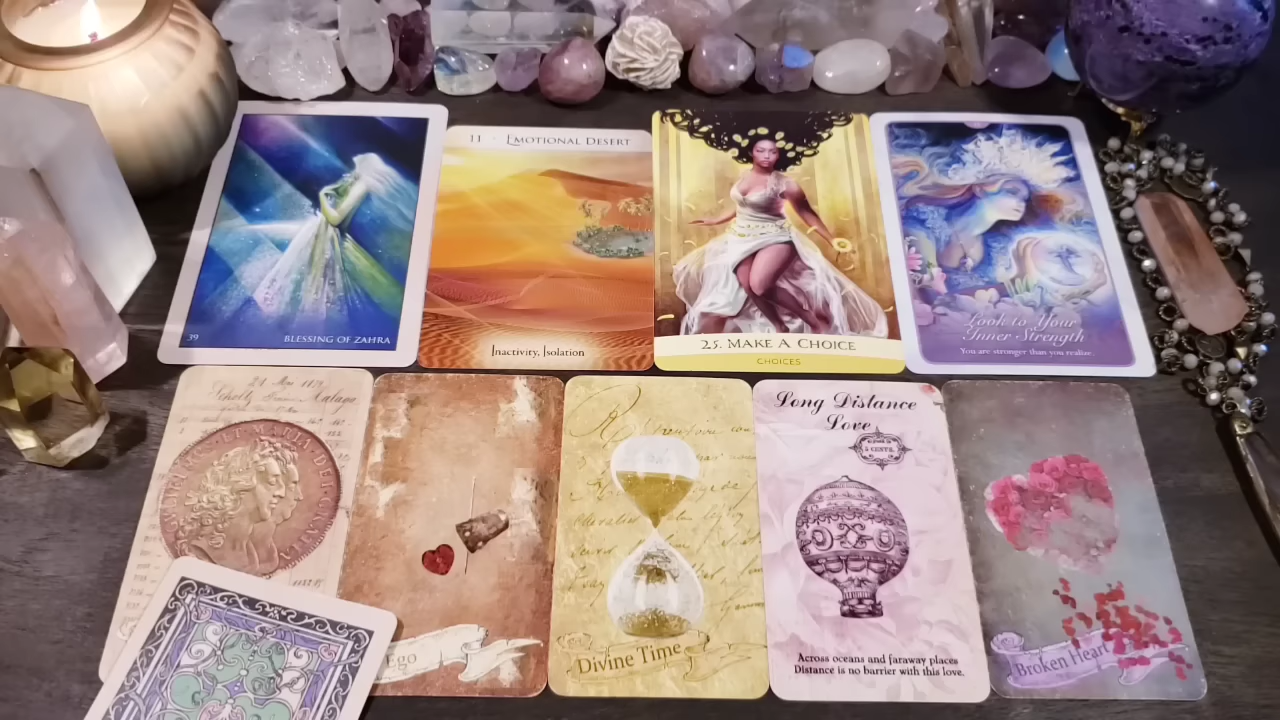 39
BLESSING OF ZAHRA
11 · EMOTIONAL DESERT
Inactivity, Isolation
25. MAKE A CHOICE
CHOICES
Look to Your
Inner Strength
You are stronger than you realize.
Ego
Divine Time
Long Distance
Love
5 CENTS.
Across oceans and faraway places
Distance is no barrier with this love.
Broken Heart